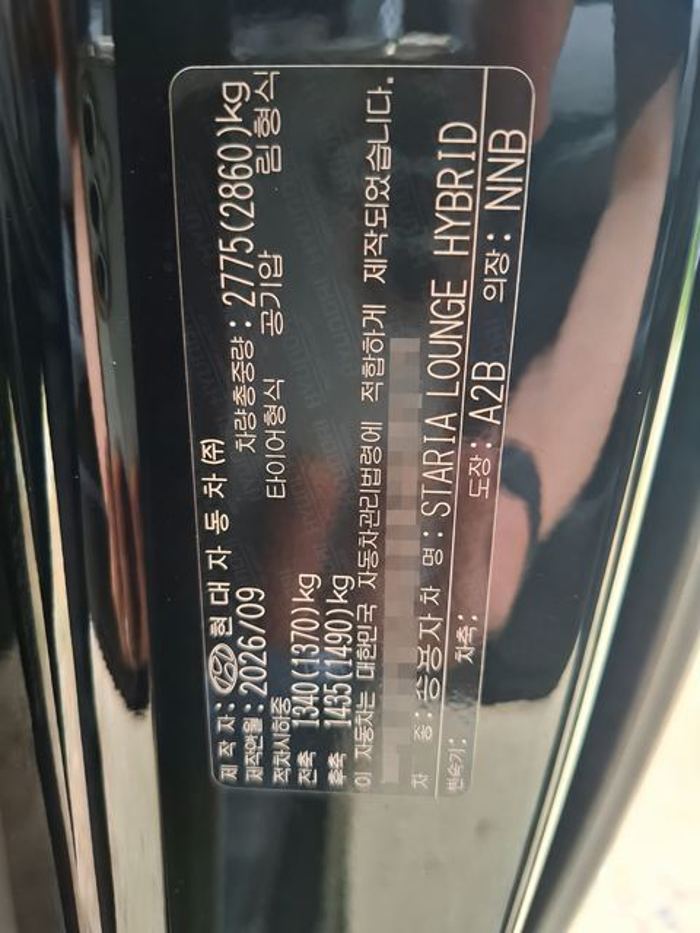 제 작 자 : 현 대 자 동 차 (주)
제작연월 : 2026/09 차량총중량 : 2775(2860)kg
적차시하중 타이어형식 공기압 림형식
전축 1340(1370)kg
후축 1435(1490)kg
이 자동차는 대한민국 자동차관리법령에 적합하게 제작되었습니다.
차 종 : 승용자 차 명 : STARIA LOUNGE HYBRID
변속기 : 차축 : 도장 : A2B 의장 : NNB